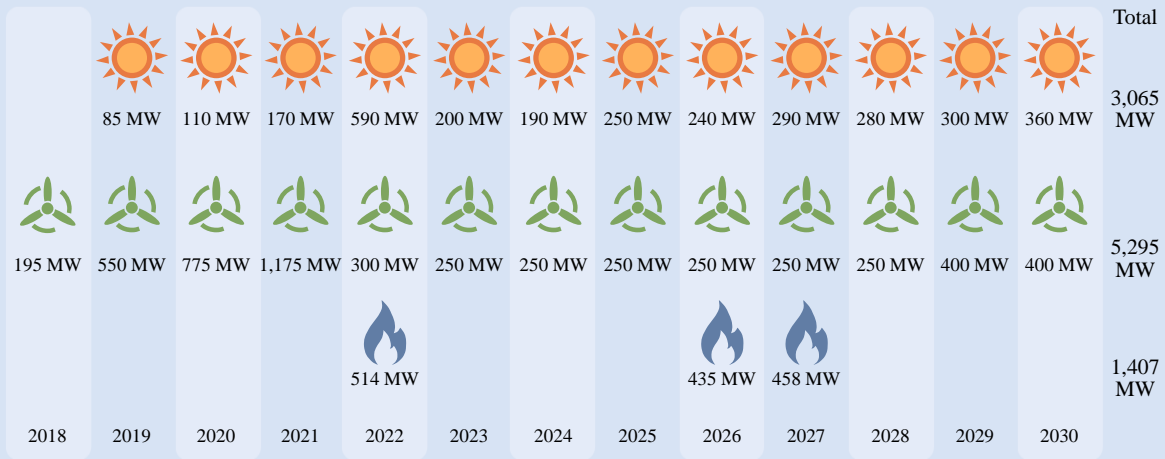 Total
85 MW 110 MW 170 MW 590 MW 200 MW 190 MW 250 MW 240 MW 290 MW 280 MW 300 MW 360 MW
3,065
MW
195 MW 550 MW 775 MW 1,175 MW 300 MW 250 MW 250 MW 250 MW 250 MW 250 MW 250 MW 400 MW 400 MW
5,295
MW
514 MW 435 MW 458 MW
1,407
MW
2018 2019 2020 2021 2022 2023 2024 2025 2026 2027 2028 2029 2030